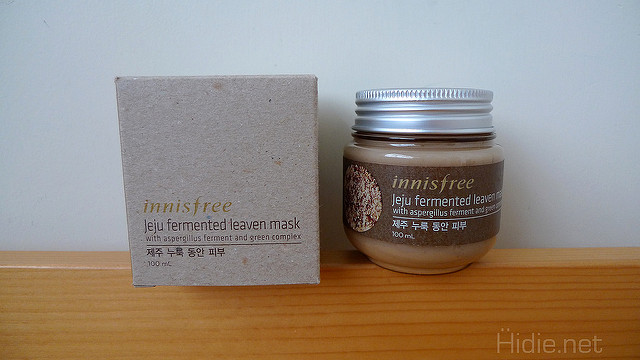 innisfree
Jeju fermented leaven mask
with aspergillus ferment and green complex
제주 누룩 동안 피부
100 mL
innisfree
Jeju fermented leaven
with aspergillus ferment and green
제주 누룩 동안 피부
100 mL
Hidie.net